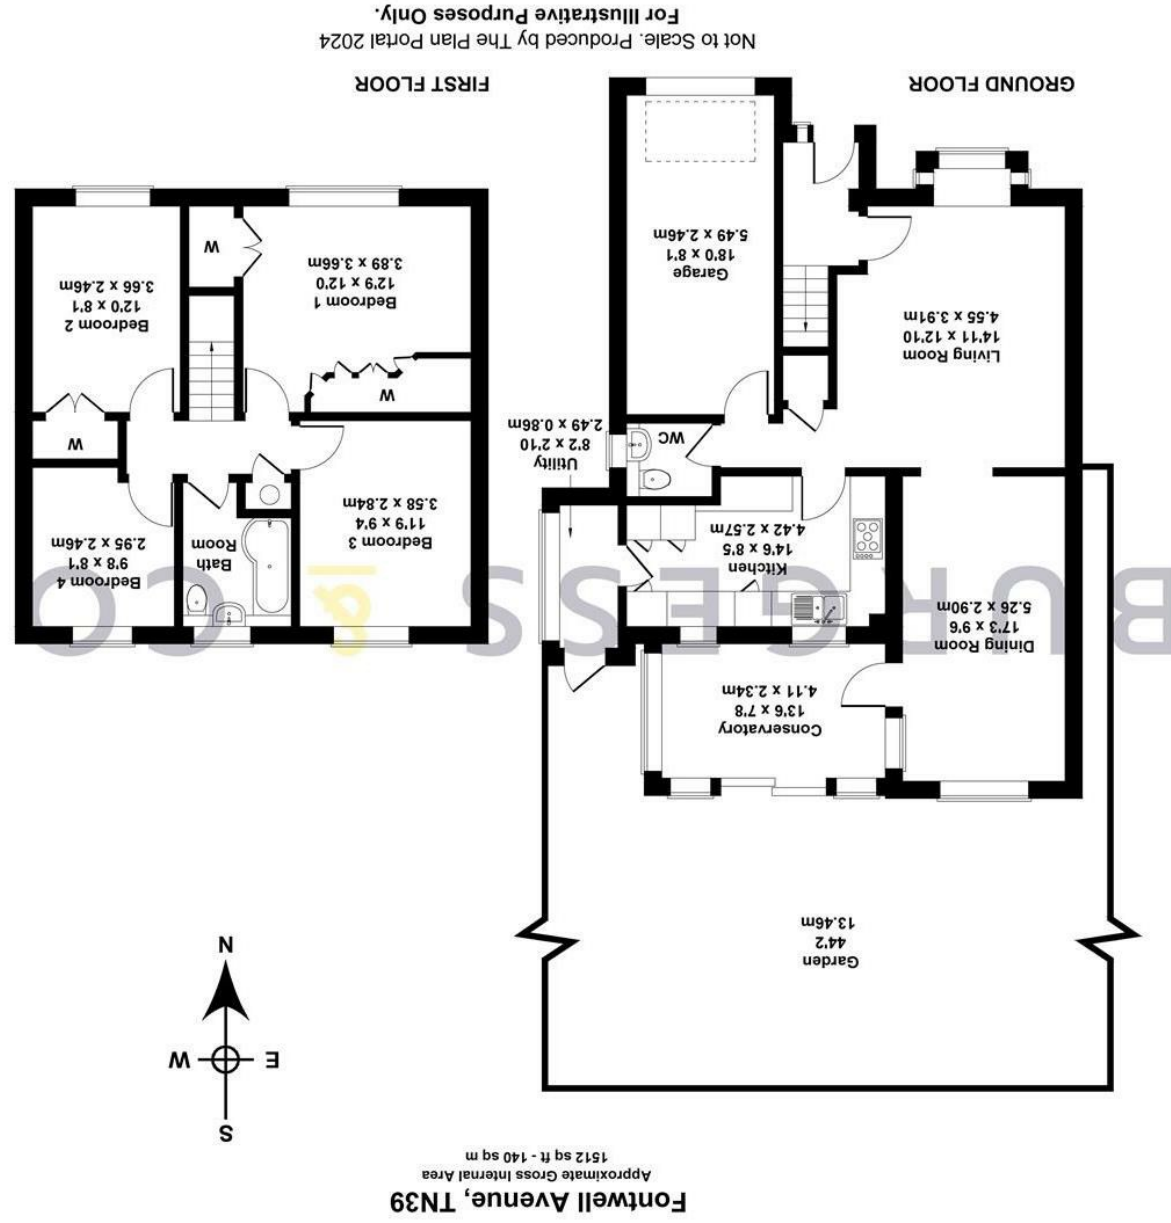 Fontwell Avenue, TN39
Approximate Gross Internal Area
1512 sq ft - 140 sq m
S
E
W
N
Garden
44'2
13.46m
Conservatory
13'6 x 7'8
4.11 x 2.34m
Dining Room
17'3 x 9'6
5.26 x 2.90m
Kitchen
14'6 x 8'5
4.42 x 2.57m
Utility
8'2 x 2'10
2.49 x 0.86m
WC
Living Room
14'11 x 12'10
4.55 x 3.91m
Garage
18'0 x 8'1
5.49 x 2.46m
GROUND FLOOR
Bedroom 4
9'8 x 8'1
2.95 x 2.46m
Bath
Room
Bedroom 3
11'9 x 9'4
3.58 x 2.84m
W
W
Bedroom 2
12'0 x 8'1
3.66 x 2.46m
Bedroom 1
12'9 x 12'0
3.89 x 3.66m
W
FIRST FLOOR
BURGESS & CO
Not to Scale. Produced by The Plan Portal 2024
For Illustrative Purposes Only.